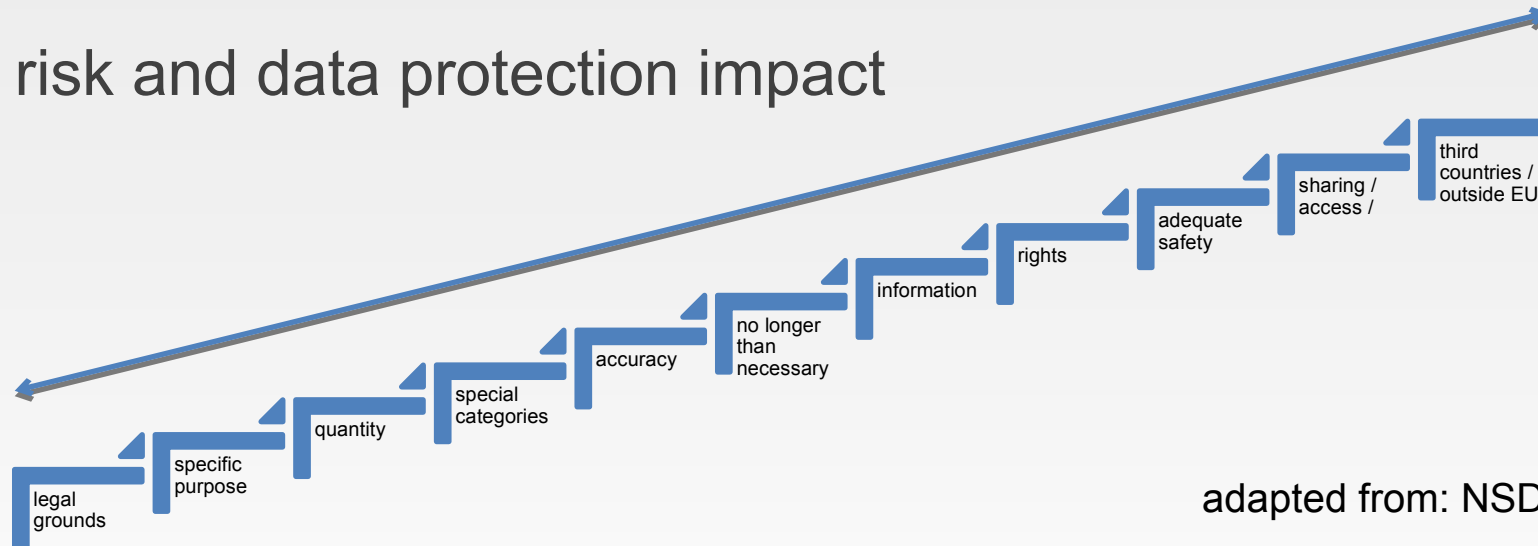 risk and data protection impact
legal
grounds
specific
purpose
quantity
special
categories
accuracy
no longer
than
necessary
information
rights
adequate
safety
sharing /
access /
third
countries /
outside EU
adapted from: NSD